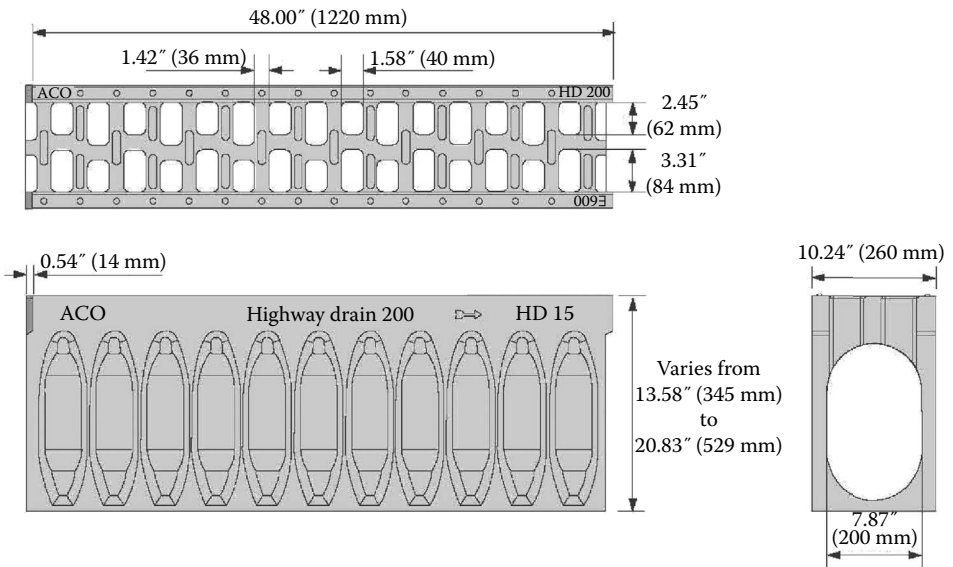 48.00″ (1220 mm)
1.42″ (36 mm)
1.58″ (40 mm)
ACO
HD 200
2.45″
(62 mm)
3.31″
(84 mm)
E600
0.54″ (14 mm)
10.24″ (260 mm)
ACO
Highway drain 200
HD 15
Varies from
13.58″ (345 mm)
to
20.83″ (529 mm)
7.87″
(200 mm)